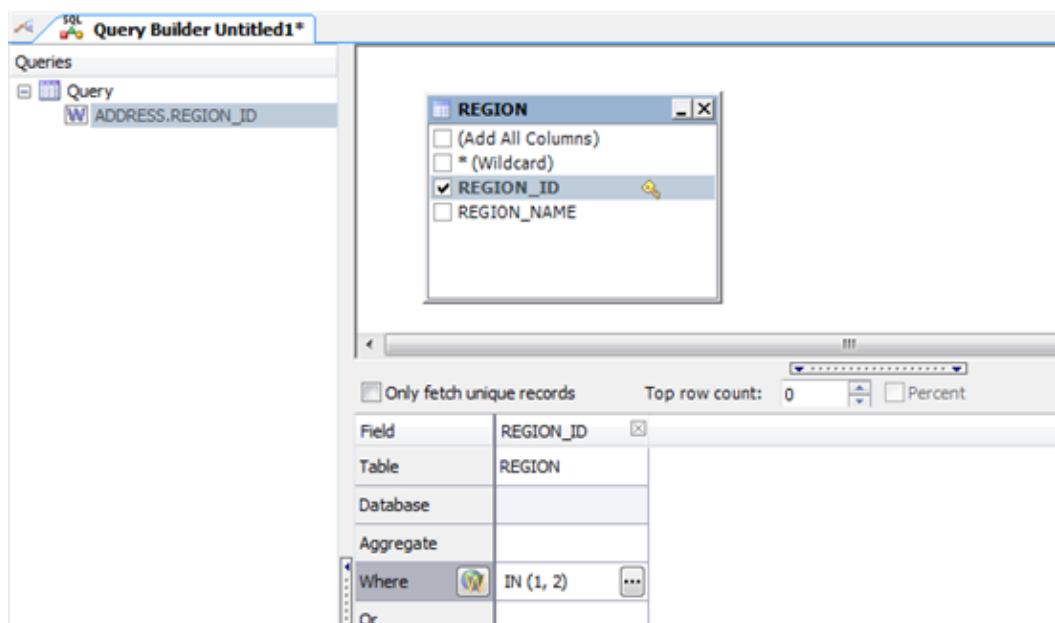 SQL
Query Builder Untitled1*
Queries
Query
W ADDRESS.REGION_ID
REGION
(Add All Columns)
* (Wildcard)
REGION_ID
REGION_NAME
Only fetch unique records
Top row count: 0
Percent
Field REGION_ID
Table REGION
Database
Aggregate
Where IN (1, 2) ...
Or